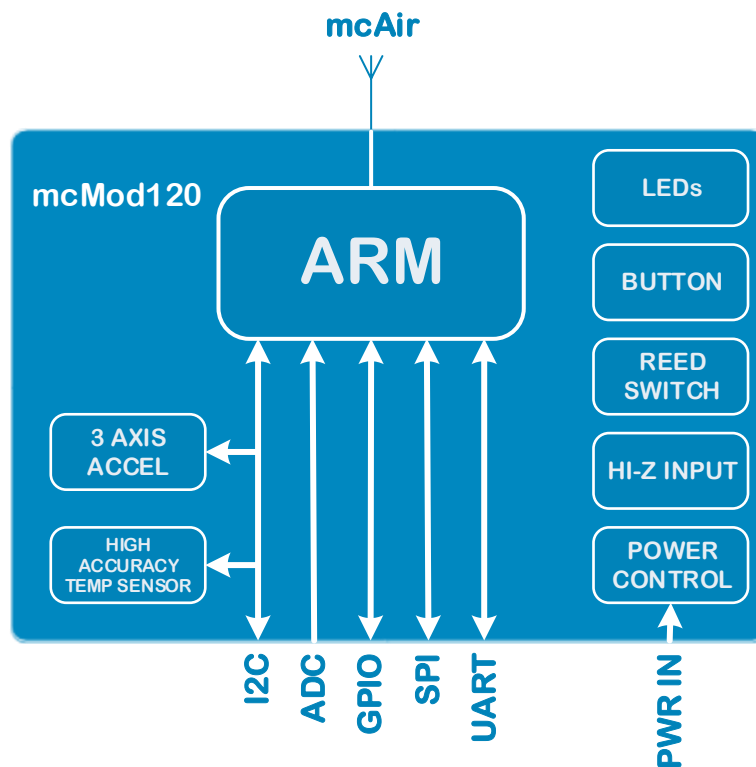 mcAir
mcMod120
ARM
LEDs
BUTTON
REED
SWITCH
HI-Z INPUT
POWER
CONTROL
3 AXIS
ACCEL
HIGH
ACCURACY
TEMP SENSOR
I2C
ADC
GPIO
SPI
UART
PWR IN